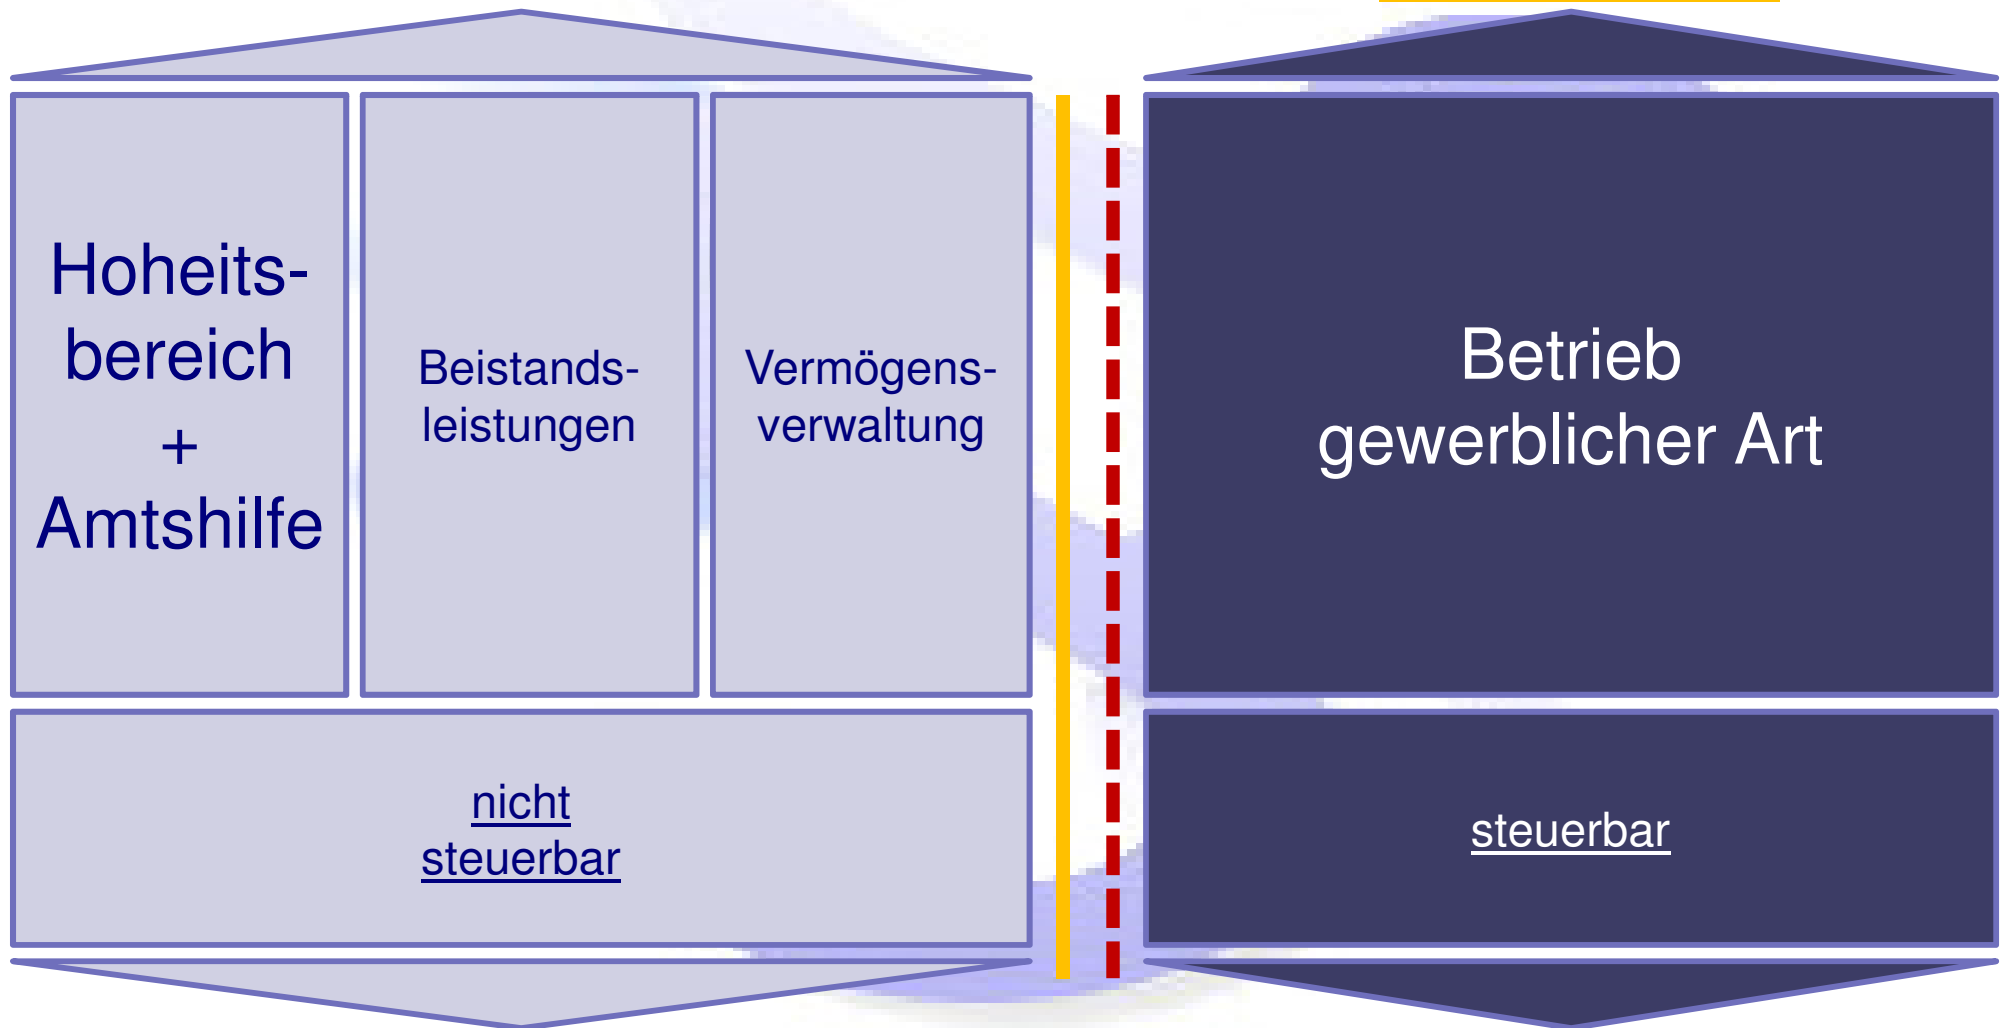 Hoheits-
bereich
+
Amtshilfe
Beistands-
leistungen
Vermögens-
verwaltung
Betrieb
gewerblicher Art
nicht
steuerbar
steuerbar